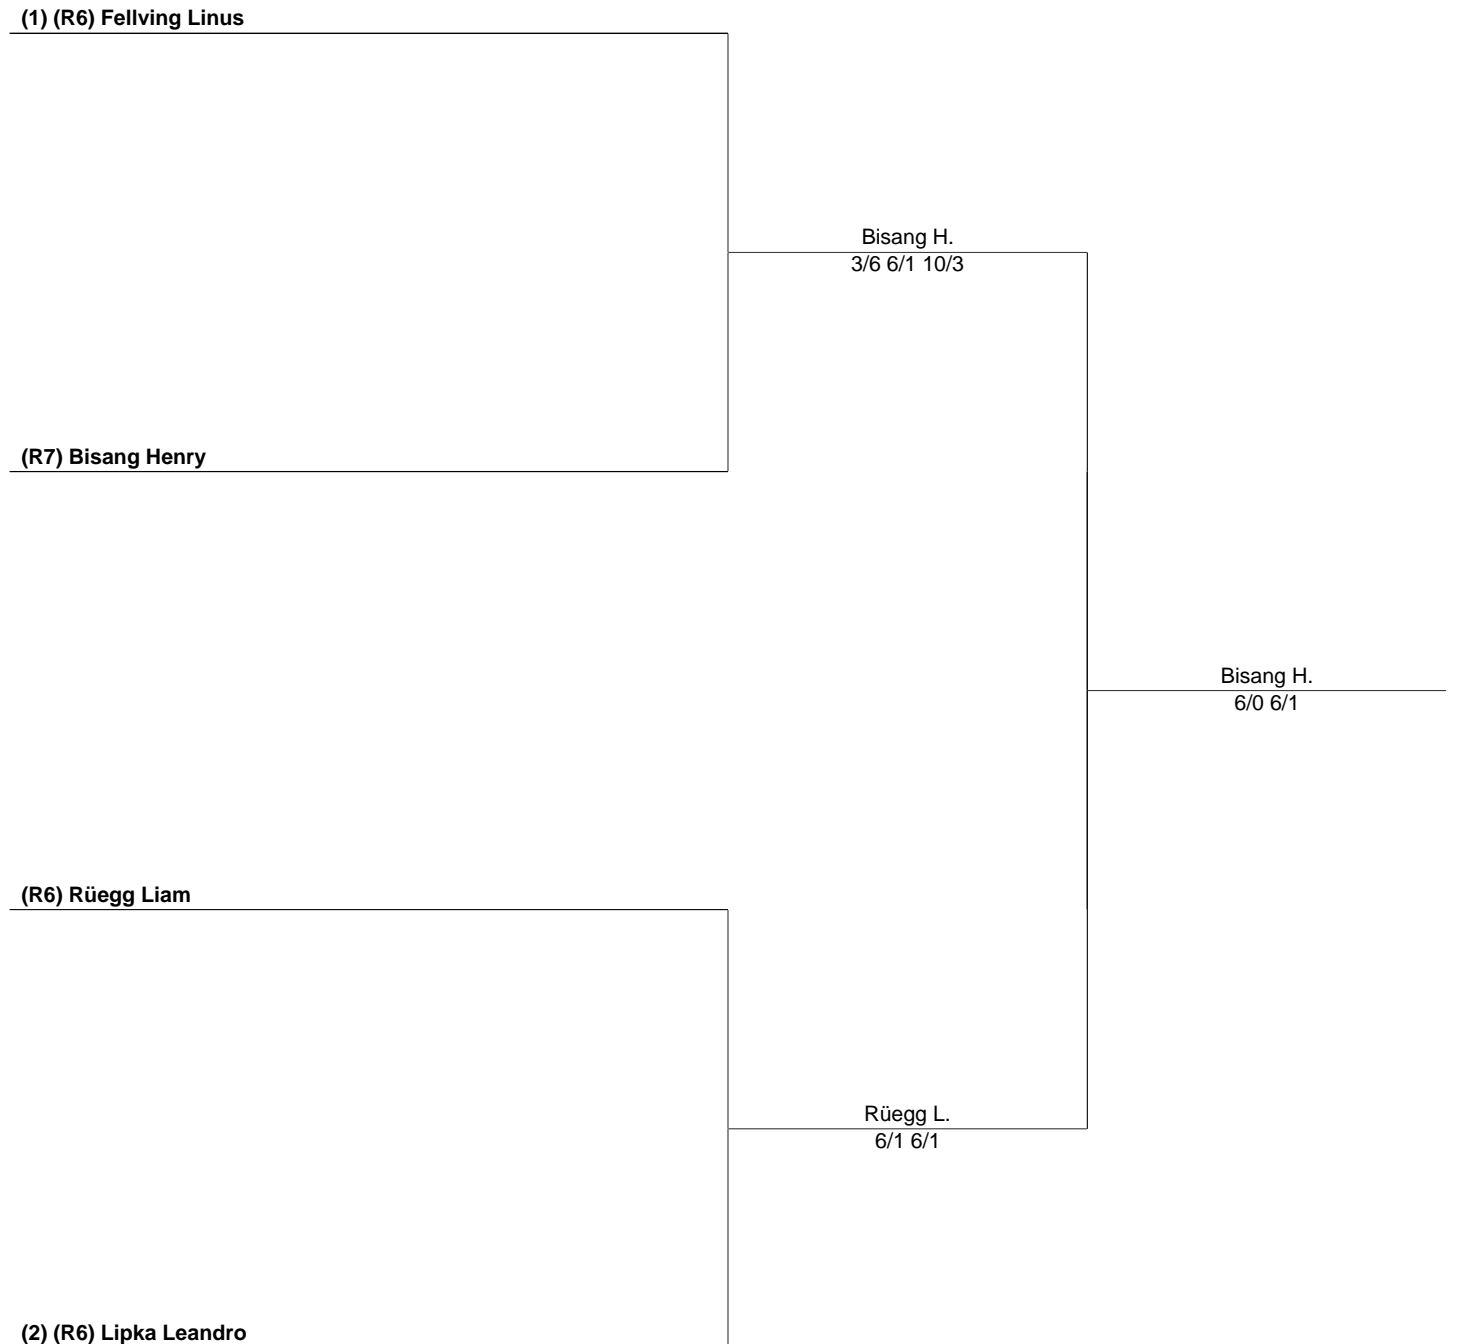 (1) (R6) Fellving Linus
Bisang H.
3/6 6/1 10/3
(R7) Bisang Henry
Bisang H.
6/0 6/1
(R6) Rüegg Liam
Rüegg L.
6/1 6/1
(2) (R6) Lipka Leandro